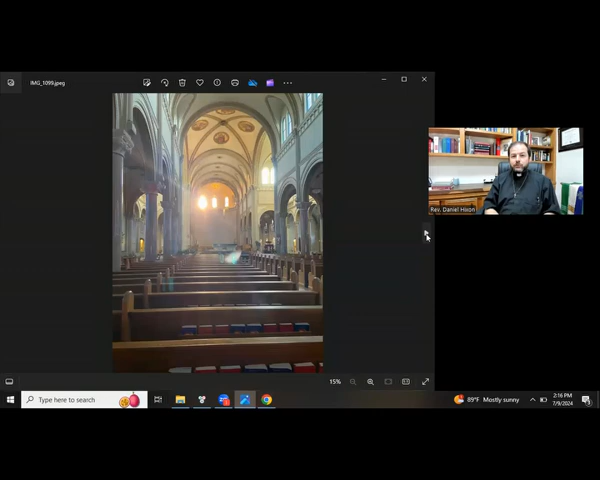 IMG_1099.jpeg
Rev. Daniel Hixon
15%
Type here to search
89°F Mostly sunny
2:16 PM
7/9/2024